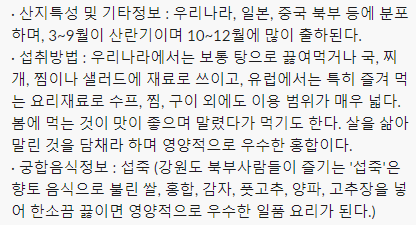 · 산지특성 및 기타정보 : 우리나라, 일본, 중국 북부 등에 분포
하며, 3~9월이 산란기이며 10~12월에 많이 출하된다.
· 섭취방법 : 우리나라에서는 보통 탕으로 끓여먹거나 국, 찌
개, 찜이나 샐러드에 재료로 쓰이고, 유럽에서는 특히 즐겨 먹
는 요리재료로 수프, 찜, 구이 외에도 이용 범위가 매우 넓다.
봄에 먹는 것이 맛이 좋으며 말렸다가 먹기도 한다. 살을 삶아
말린 것을 담채라 하며 영양적으로 우수한 홍합이다.
· 궁합음식정보 : 섭죽 (강원도 북부사람들이 즐기는 '섭죽'은
향토 음식으로 불린 쌀, 홍합, 감자, 풋고추, 양파, 고추장을 넣
어 한소끔 끓이면 영양적으로 우수한 일품 요리가 된다.)